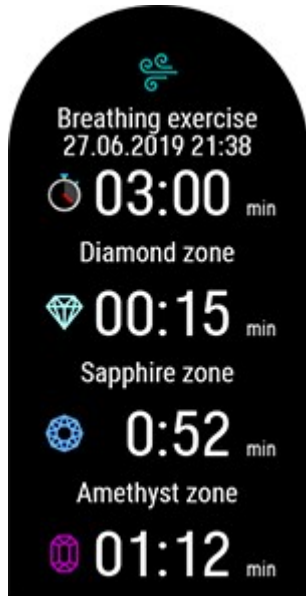 Breathing exercise
27.06.2019 21:38
03:00 min
Diamond zone
00:15 min
Sapphire zone
0:52 min
Amethyst zone
01:12 min